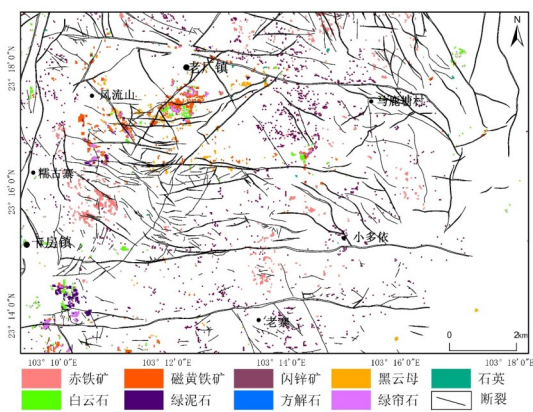 N
23°18′0″N
老厂镇
风流山
马鹿塘村
23°16′0″N
糯古寨
卡房镇
小多依
23°14′0″N
老寨
0 2km
103°10′0″E 103°12′0″E 103°14′0″E 103°16′0″E 103°18′0″E
赤铁矿 磁黄铁矿 闪锌矿 黑云母 石英
白云石 绿泥石 方解石 绿帘石 断裂